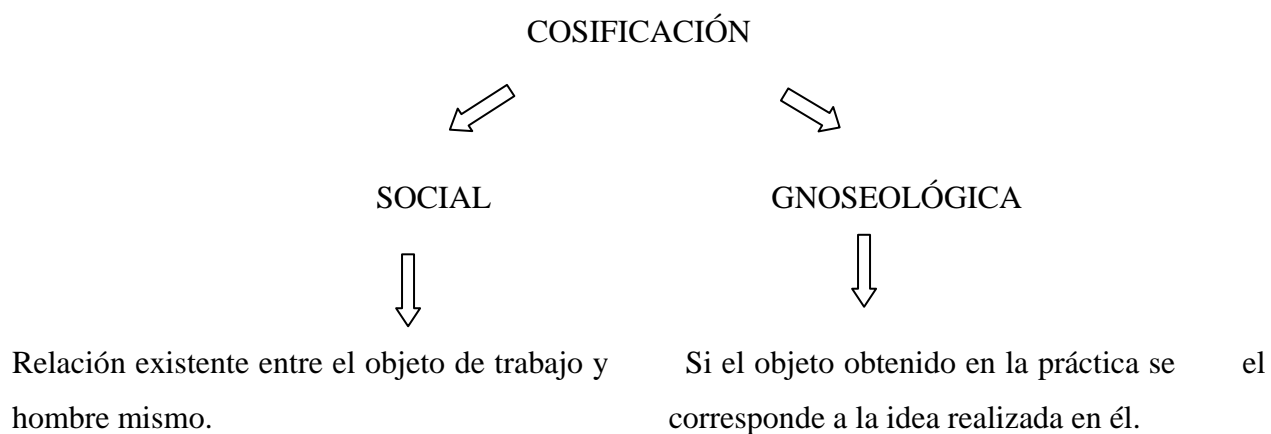 COSIFICACIÓN
SOCIAL
GNOSEOLÓGICA
Relación existente entre el objeto de trabajo y el
hombre mismo.
Si el objeto obtenido en la práctica se
corresponde a la idea realizada en él.